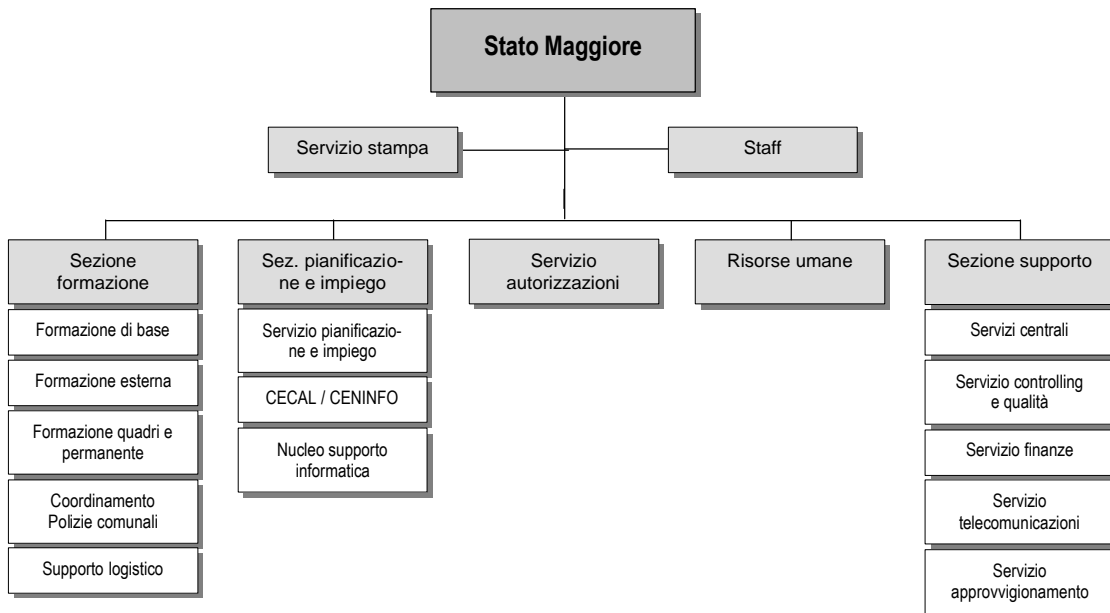 Stato Maggiore
Servizio stampa
Staff
Sezione
formazione
Sez. pianificazio-
ne e impiego
Servizio
autorizzazioni
Risorse umane
Sezione supporto
Formazione di base
Formazione esterna
Formazione quadri e
permanente
Coordinamento
Polizie comunali
Supporto logistico
Servizio pianificazio-
ne e impiego
CECAL / CENINFO
Nucleo supporto
informatica
Servizi centrali
Servizio controlling
e qualità
Servizio finanze
Servizio
telecomunicazioni
Servizio
approvvigionamento